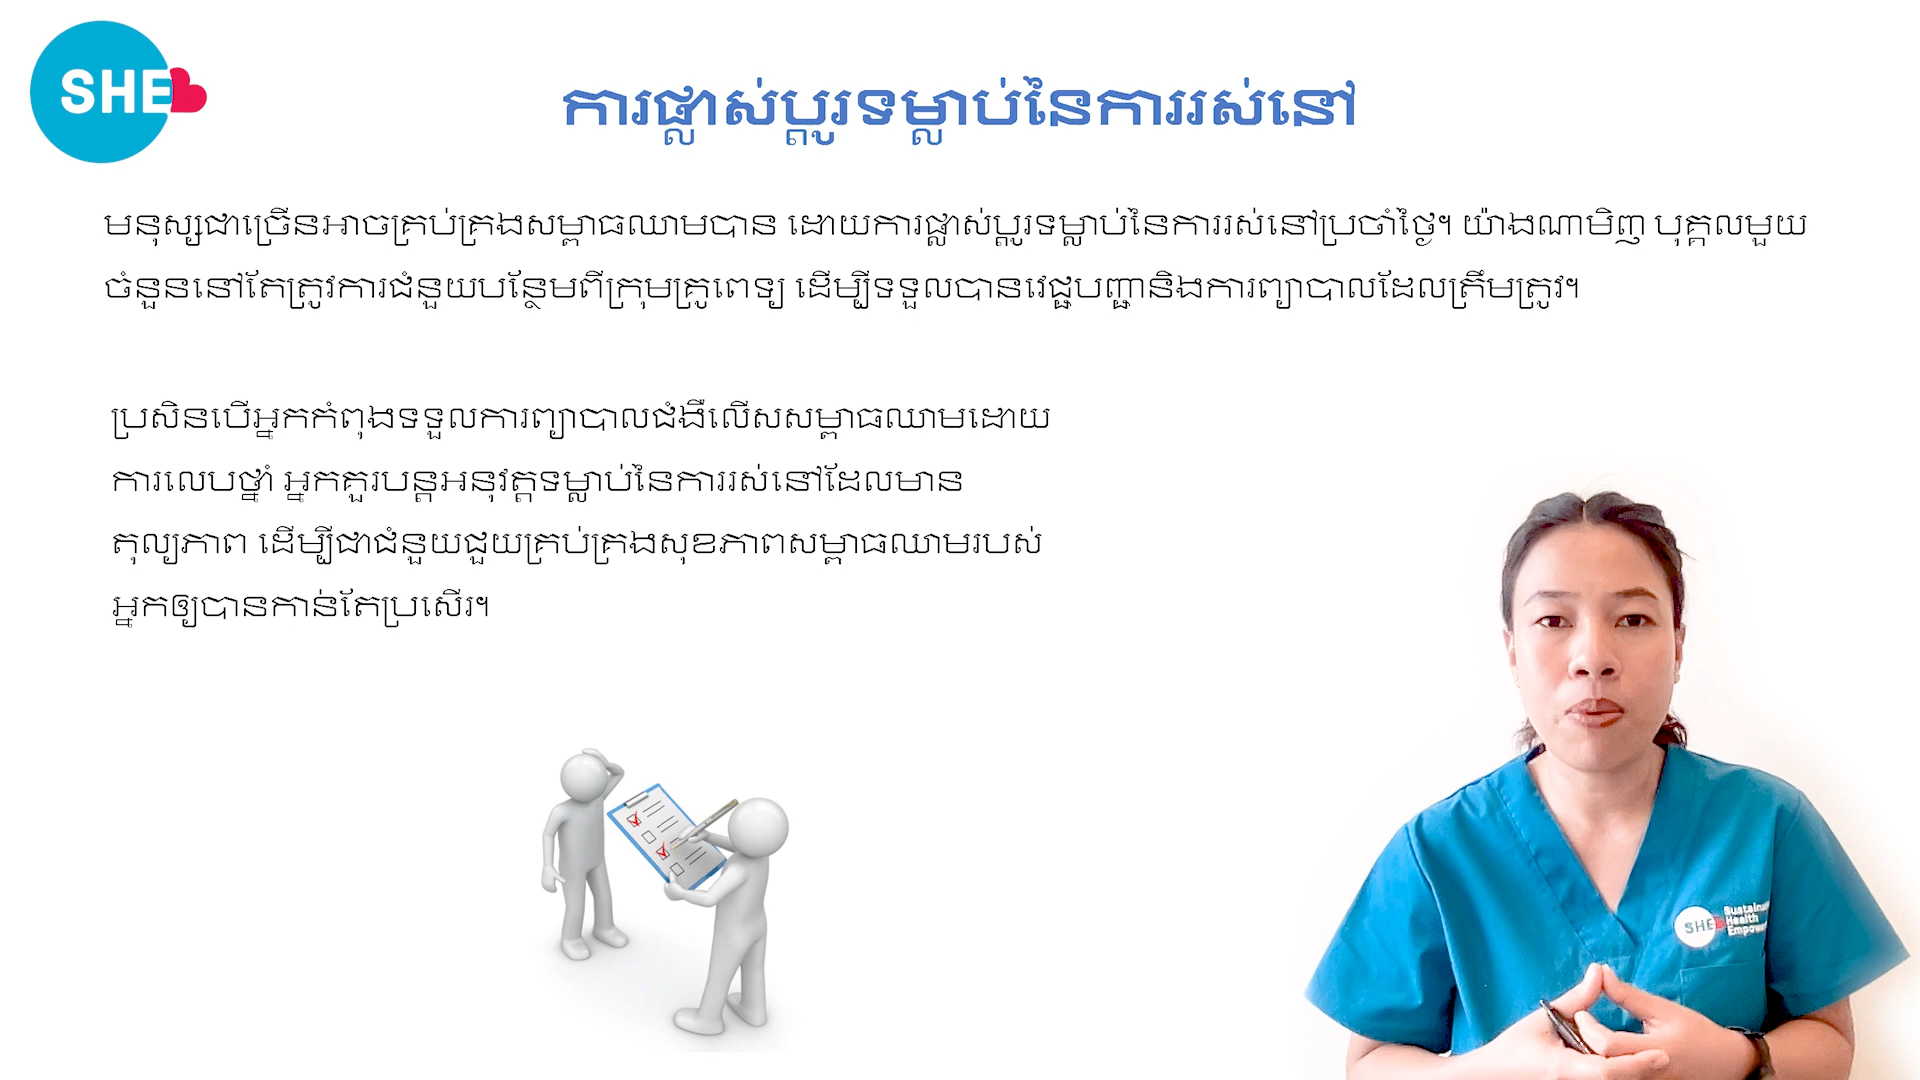 SHE
ការផ្លាស់ប្ដូរទម្លាប់នៃការរស់នៅ
មនុស្សជាច្រើនអាចគ្រប់គ្រងសម្ពាធឈាមបាន ដោយការផ្លាស់ប្ដូរទម្លាប់នៃការរស់នៅប្រចាំថ្ងៃ។ យ៉ាងណាមិញ បុគ្គលមួយ
ចំនួននៅតែត្រូវការជំនួយបន្ថែមពីក្រុមគ្រូពេទ្យ ដើម្បីទទួលបានវេជ្ជបញ្ជានិងការព្យាបាលដែលត្រឹមត្រូវ។
ប្រសិនបើអ្នកកំពុងទទួលការព្យាបាលជំងឺលើសសម្ពាធឈាមដោយ
ការលេបថ្នាំ អ្នកគួរបន្តអនុវត្តទម្លាប់នៃការរស់នៅដែលមាន
តុល្យភាព ដើម្បីជាជំនួយជួយគ្រប់គ្រងសុខភាពសម្ពាធឈាមរបស់
អ្នកឲ្យបានកាន់តែប្រសើរ។
SHE
Health